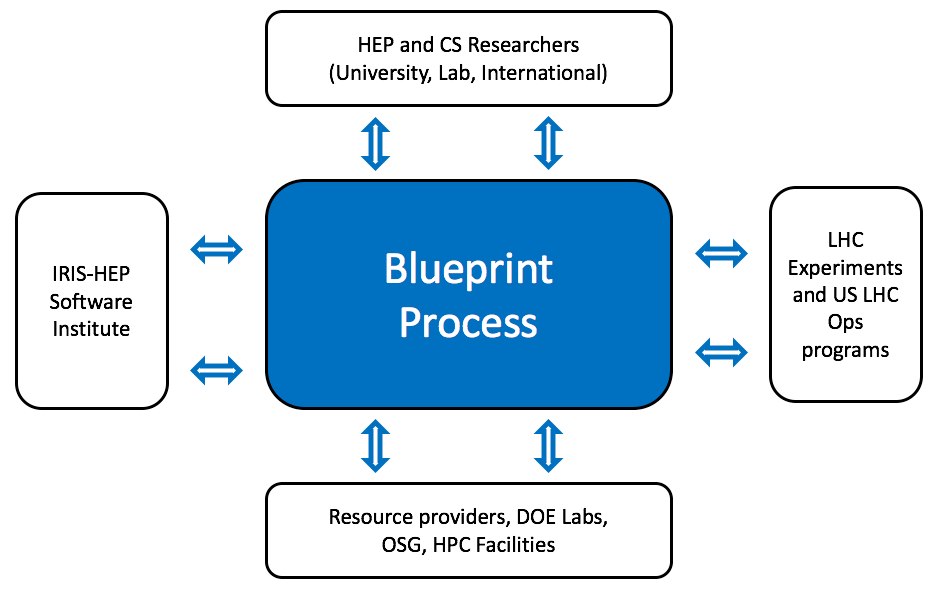 HEP and CS Researchers
(University, Lab, International)
IRIS-HEP
Software
Institute
Blueprint
Process
LHC
Experiments
and US LHC
Ops
programs
Resource providers, DOE Labs,
OSG, HPC Facilities